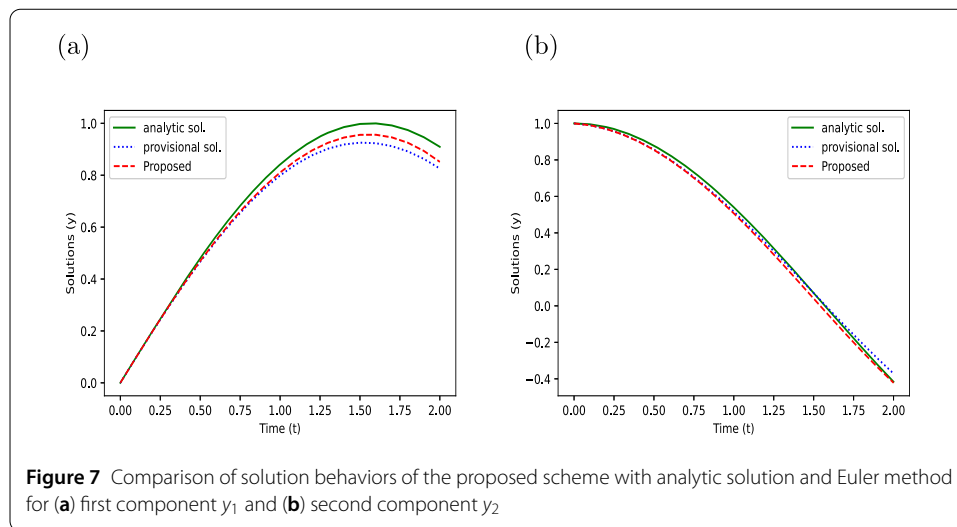 (a)
(b)
analytic sol.
provisional sol.
Proposed
Solutions (y)
1.0
0.8
0.6
0.4
0.2
0.0
0.00 0.25 0.50 0.75 1.00 1.25 1.50 1.75 2.00
Time (t)
analytic sol.
provisional sol.
Proposed
Solutions (y)
1.0
0.8
0.6
0.4
0.2
0.0
−0.2
−0.4
0.00 0.25 0.50 0.75 1.00 1.25 1.50 1.75 2.00
Time (t)
Figure 7 Comparison of solution behaviors of the proposed scheme with analytic solution and Euler method
for (a) first component y₁ and (b) second component y₂